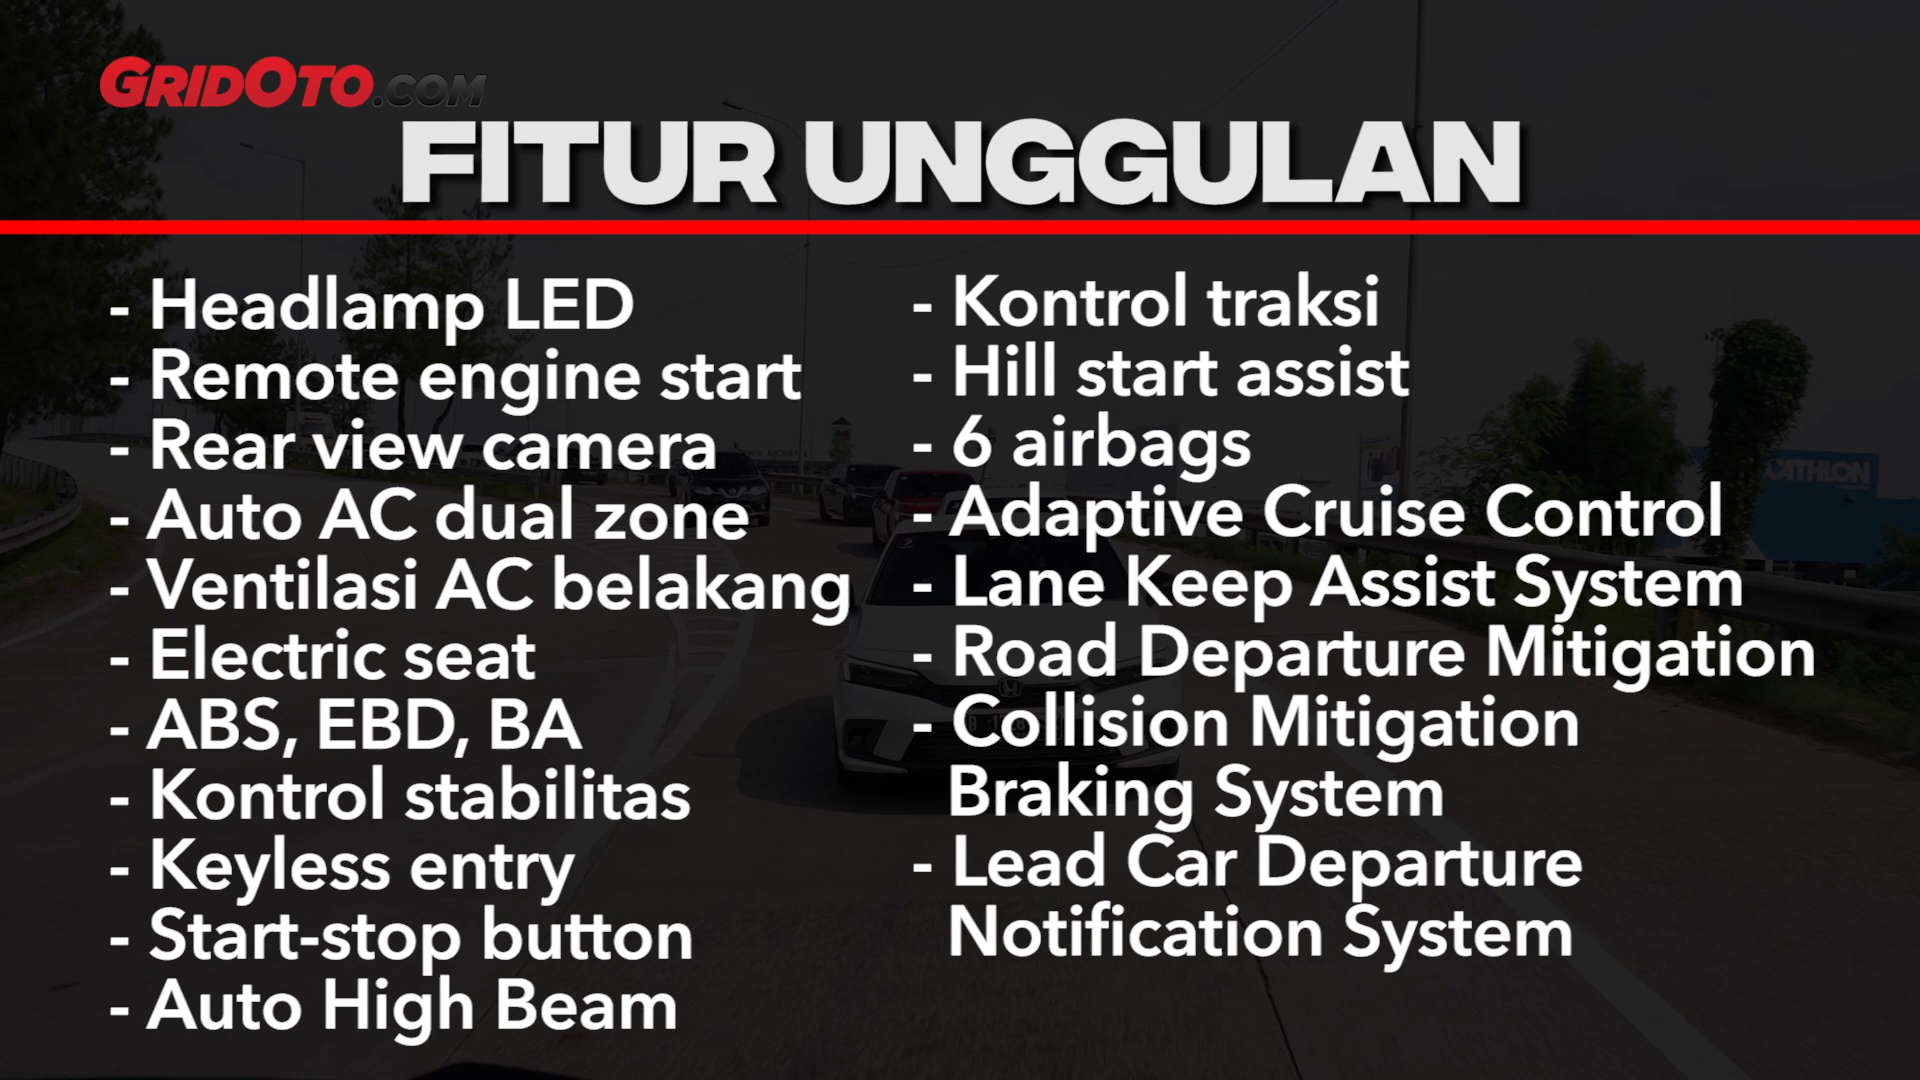 GRIDOTO.COM
FITUR UNGGULAN
- Headlamp LED
- Remote engine start
- Rear view camera
- Auto AC dual zone
- Ventilasi AC belakang
- Electric seat
- ABS, EBD, BA
- Kontrol stabilitas
- Keyless entry
- Start-stop button
- Auto High Beam
- Kontrol traksi
- Hill start assist
- 6 airbags
- Adaptive Cruise Control
- Lane Keep Assist System
- Road Departure Mitigation
- Collision Mitigation
Braking System
- Lead Car Departure
Notification System